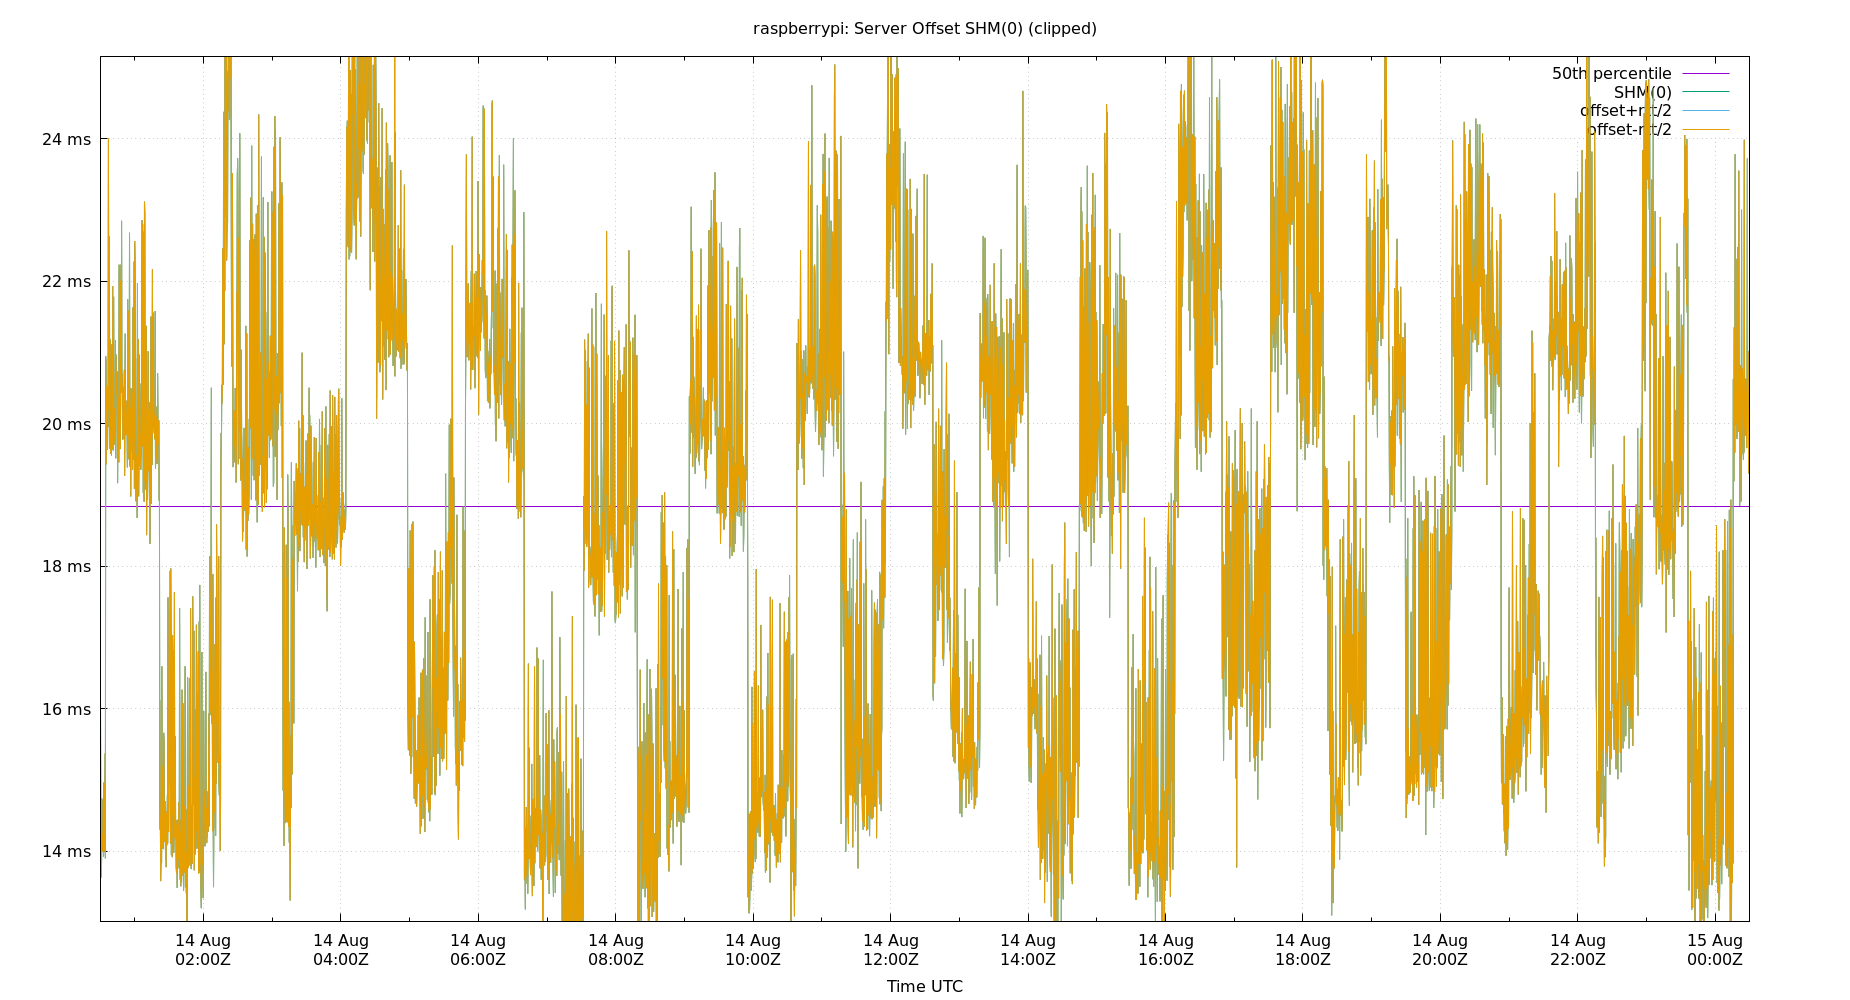 raspberrypi: Server Offset SHM(0) (clipped)
50th percentile
SHM(0)
offset+rtt/2
offset-rtt/2
24 ms
22 ms
20 ms
18 ms
16 ms
14 ms
14 Aug 14 Aug 14 Aug 14 Aug 14 Aug 14 Aug 14 Aug 14 Aug 14 Aug 14 Aug 14 Aug 15 Aug
02:00Z 04:00Z 06:00Z 08:00Z 10:00Z 12:00Z 14:00Z 16:00Z 18:00Z 20:00Z 22:00Z 00:00Z
Time UTC